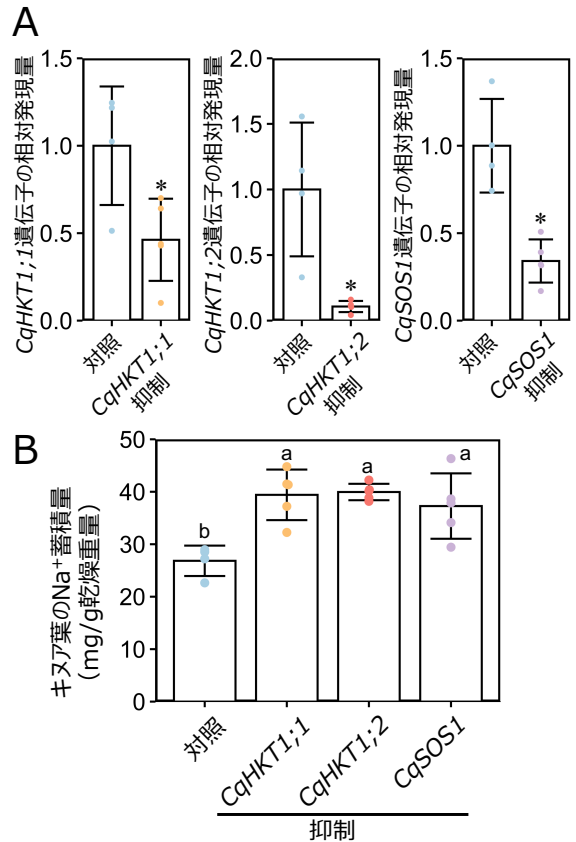 A
CqHKT1;1遺伝子の相対発現量
1.5
1.0
0.5
0.0
*
対照
CqHKT1;1
抑制
CqHKT1;2遺伝子の相対発現量
2.0
1.5
1.0
0.5
0.0
*
対照
CqHKT1;2
抑制
CqSOS1遺伝子の相対発現量
1.5
1.0
0.5
0.0
*
対照
CqSOS1
抑制
B
キヌア葉のNa⁺蓄積量
(mg/g乾燥重量)
50
40
30
20
10
0
b
a
a
a
対照
CqHKT1;1
CqHKT1;2
CqSOS1
抑制